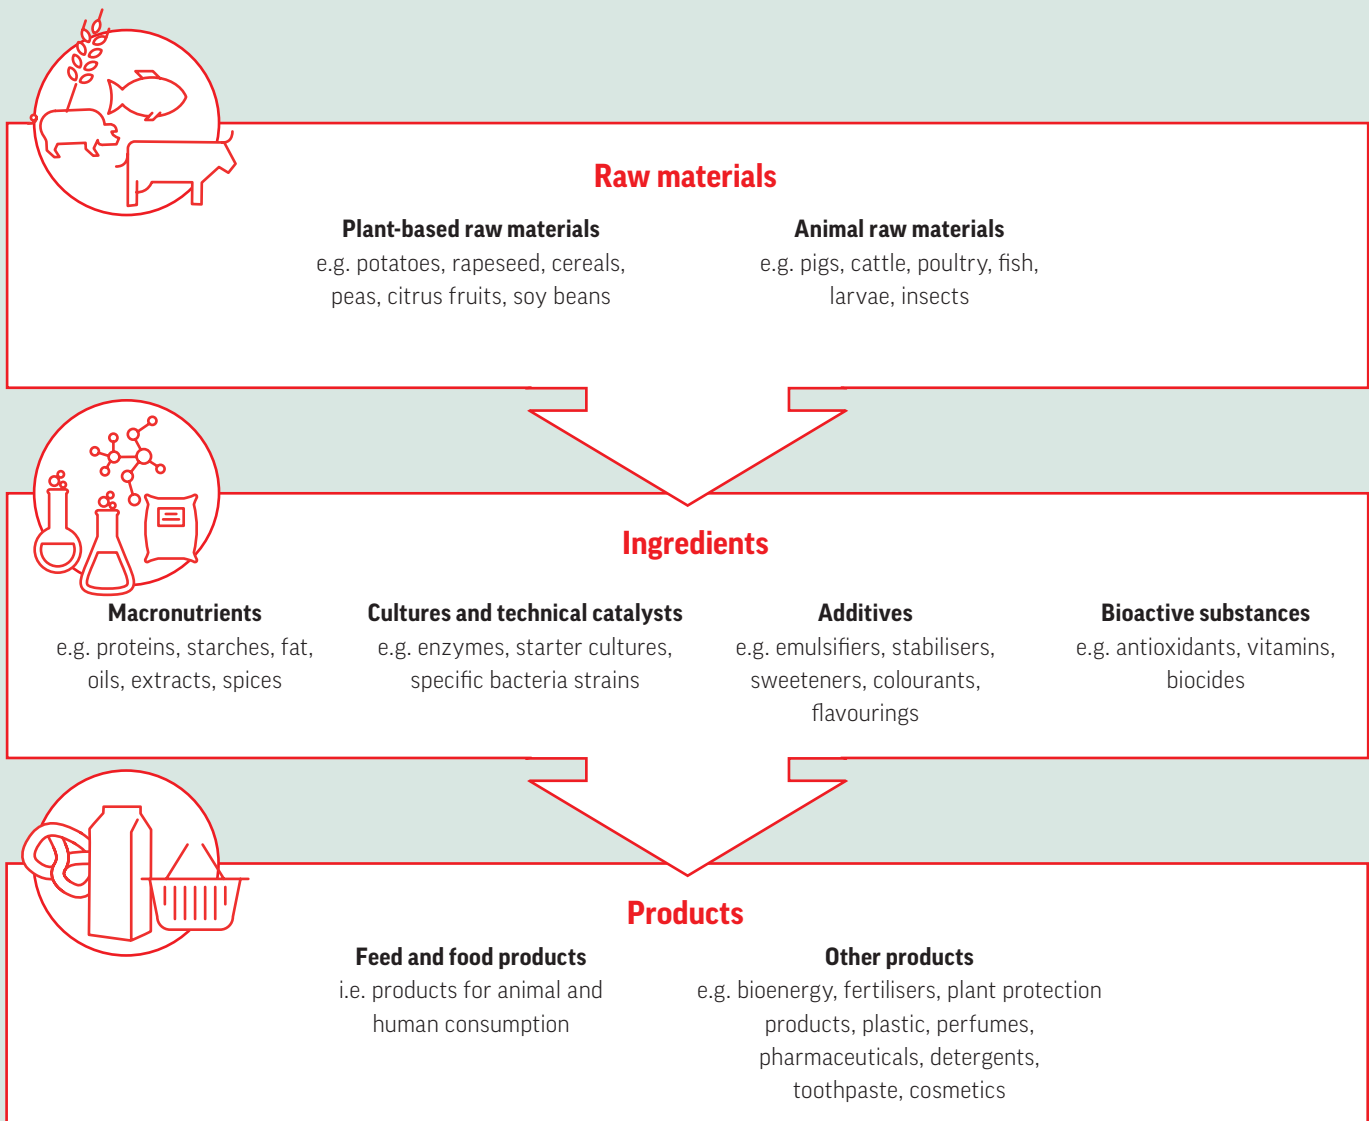 Raw materials
Plant-based raw materials
e.g. potatoes, rapeseed, cereals,
peas, citrus fruits, soy beans
Animal raw materials
e.g. pigs, cattle, poultry, fish,
larvae, insects
Ingredients
Macronutrients
e.g. proteins, starches, fat,
oils, extracts, spices
Cultures and technical catalysts
e.g. enzymes, starter cultures,
specific bacteria strains
Additives
e.g. emulsifiers, stabilisers,
sweeteners, colourants,
flavourings
Bioactive substances
e.g. antioxidants, vitamins,
biocides
Products
Feed and food products
i.e. products for animal and
human consumption
Other products
e.g. bioenergy, fertilisers, plant protection
products, plastic, perfumes,
pharmaceuticals, detergents,
toothpaste, cosmetics